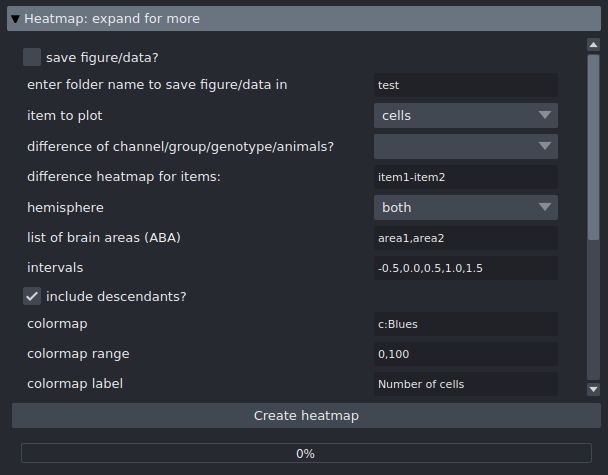 Heatmap: expand for more
save figure/data?
enter folder name to save figure/data in test
item to plot cells
difference of channel/group/genotype/animals?
difference heatmap for items: item1-item2
hemisphere both
list of brain areas (ABA) area1,area2
intervals -0.5,0.0,0.5,1.0,1.5
include descendants?
colormap c:Blues
colormap range 0,100
colormap label Number of cells
Create heatmap
0%